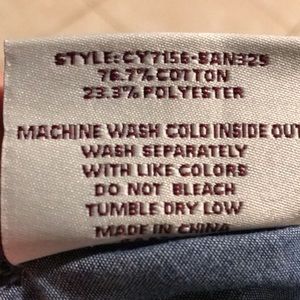 STYLE: CY7156-BAN329
76.7% COTTON
23.3% POLYESTER
MACHINE WASH COLD INSIDE OUT
WASH SEPARATELY
WITH LIKE COLORS
DO NOT BLEACH
TUMBLE DRY LOW
MADE IN CHINA